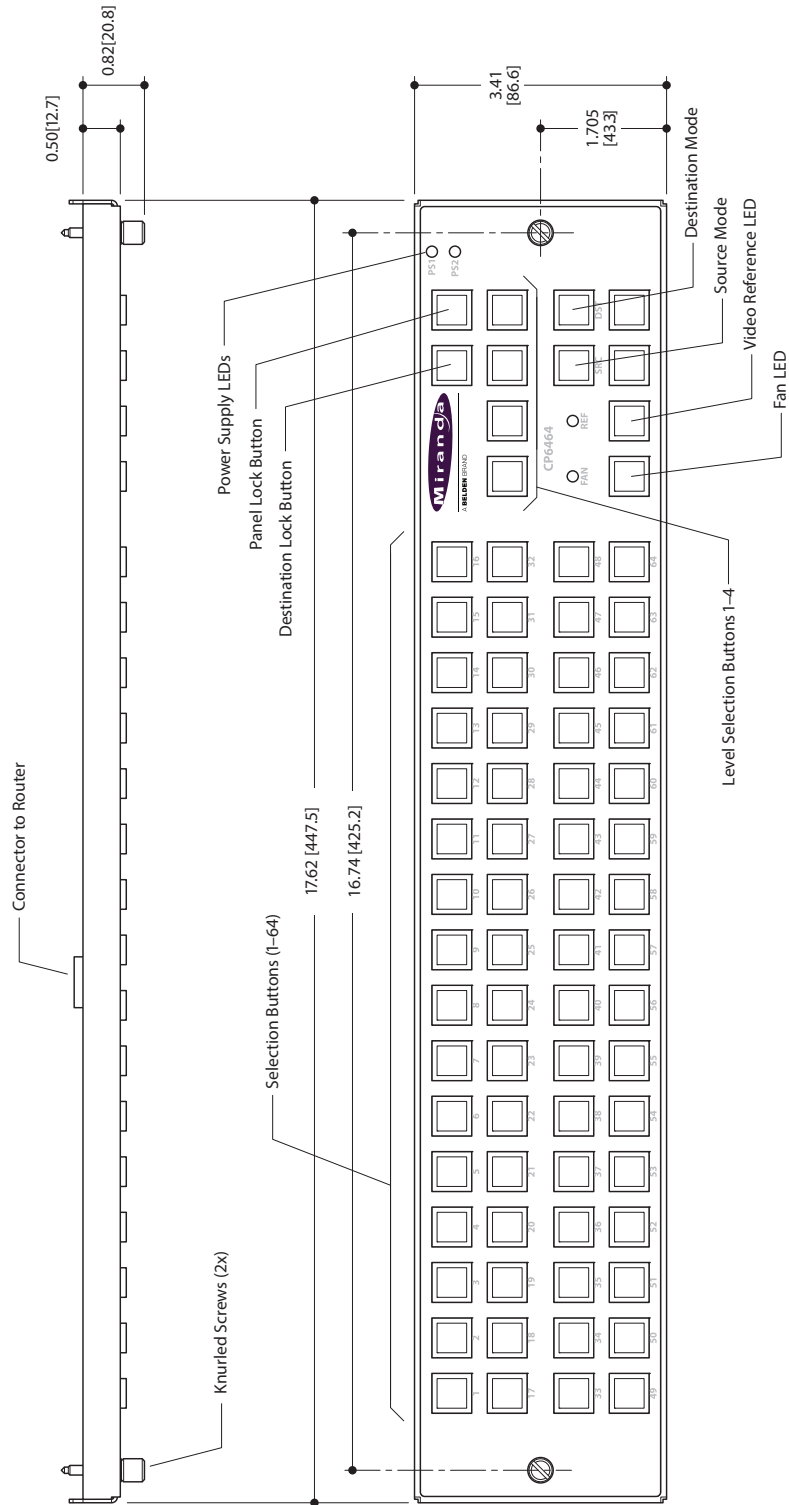 Connector to Router
Knurled Screws (2x)
0.50[12.7]
0.82[20.8]
17.62 [447.5]
16.74 [425.2]
Selection Buttons (1–64)
Destination Lock Button
Panel Lock Button
Power Supply LEDs
3.41
[86.6]
1.705
[43.3]
Miranda
A BELDEN BRAND
PS1
PS2
1 2 3 4 5 6 7 8 9 10 11 12 13 14 15 16
17 18 19 20 21 22 23 24 25 26 27 28 29 30 31 32
CP6464
33 34 35 36 37 38 39 40 41 42 43 44 45 46 47 48
FAN REF SRC DST
49 50 51 52 53 54 55 56 57 58 59 60 61 62 63 64
Level Selection Buttons 1–4
Destination Mode
Source Mode
Video Reference LED
Fan LED